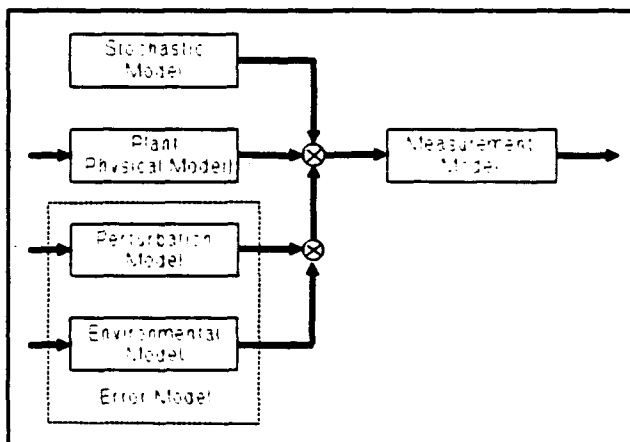 Stochastic
Model
Plant
Physical Model)
Measurement
Model
Perturbation
Model
Environmental
Model
Error Model